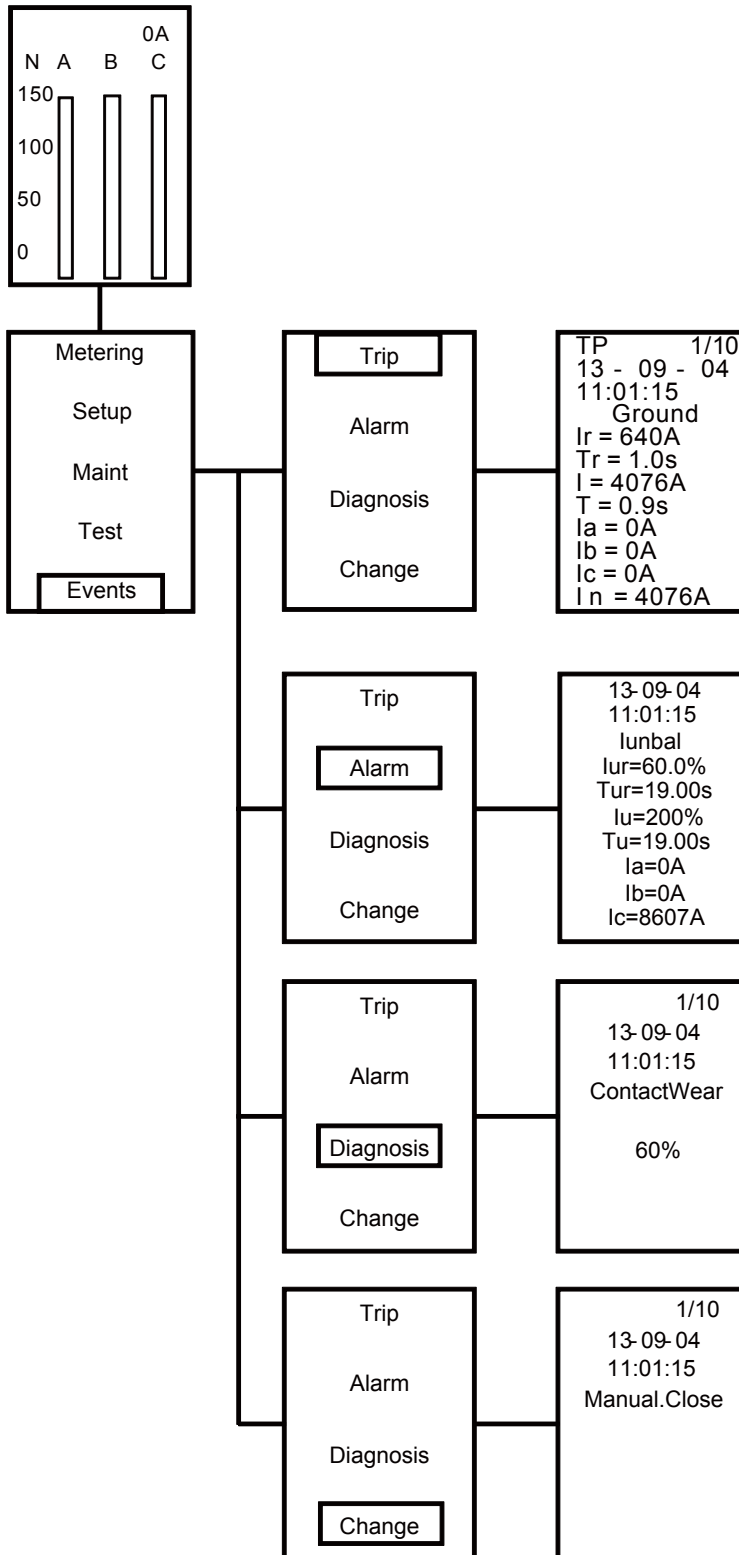 0A
N A B C
150
100
50
0
Metering
Setup
Maint
Test
Events
Trip
Alarm
Diagnosis
Change
TP 1/10
13 - 09 - 04
11:01:15
Ground
Ir = 640A
Tr = 1.0s
I = 4076A
T = 0.9s
Ia = 0A
Ib = 0A
Ic = 0A
I n = 4076A
Trip
Alarm
Diagnosis
Change
13-09-04
11:01:15
Iunbal
Iur=60.0%
Tur=19.00s
Iu=200%
Tu=19.00s
Ia=0A
Ib=0A
Ic=8607A
Trip
Alarm
Diagnosis
Change
1/10
13-09-04
11:01:15
ContactWear
60%
Trip
Alarm
Diagnosis
Change
1/10
13-09-04
11:01:15
Manual.Close